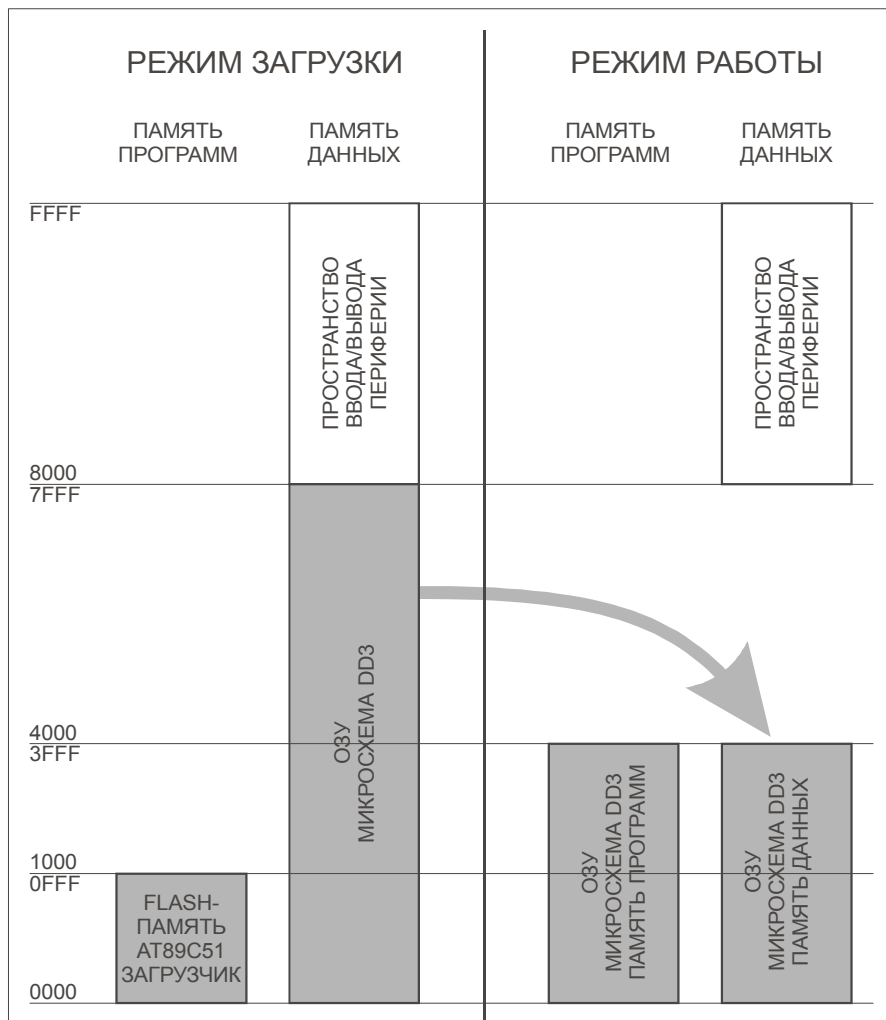 РЕЖИМ ЗАГРУЗКИ
РЕЖИМ РАБОТЫ
ПАМЯТЬ
ПРОГРАММ
ПАМЯТЬ
ДАННЫХ
ПАМЯТЬ
ПРОГРАММ
ПАМЯТЬ
ДАННЫХ
FFFF
ПРОСТРАНСТВО
ВВОДА/ВЫВОДА
ПЕРИФЕРИИ
ПРОСТРАНСТВО
ВВОДА/ВЫВОДА
ПЕРИФЕРИИ
8000
7FFF
ОЗУ
МИКРОСХЕМА DD3
4000
3FFF
ОЗУ
МИКРОСХЕМА DD3
ПАМЯТЬ ПРОГРАММ
ОЗУ
МИКРОСХЕМА DD3
ПАМЯТЬ ДАННЫХ
1000
0FFF
FLASH-
ПАМЯТЬ
AT89C51
ЗАГРУЗЧИК
0000